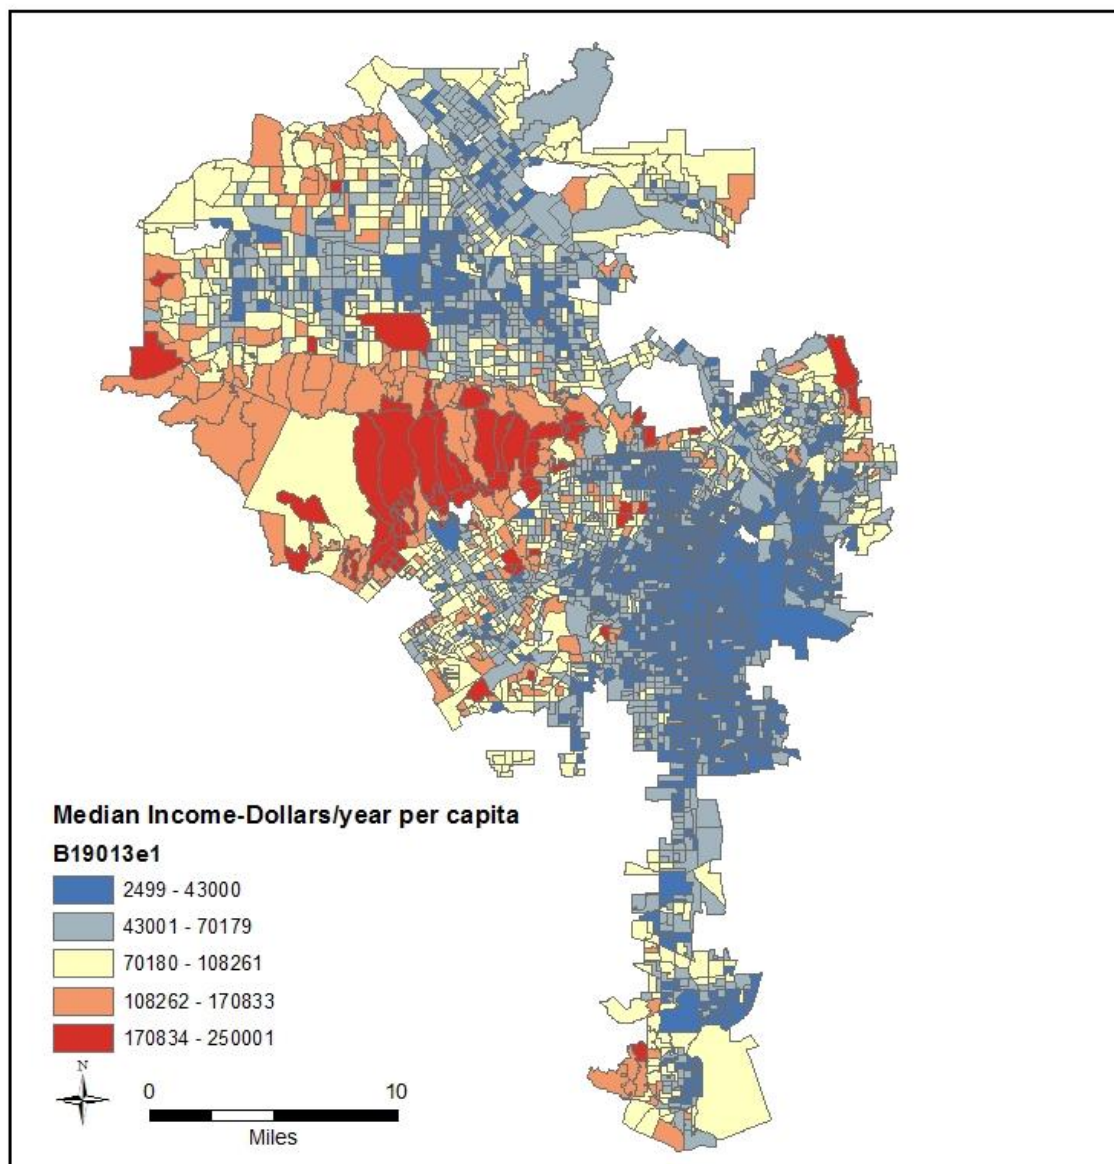 Median Income-Dollars/year per capita
B19013e1
2499 - 43000
43001 - 70179
70180 - 108261
108262 - 170833
170834 - 250001
N
0 10
Miles